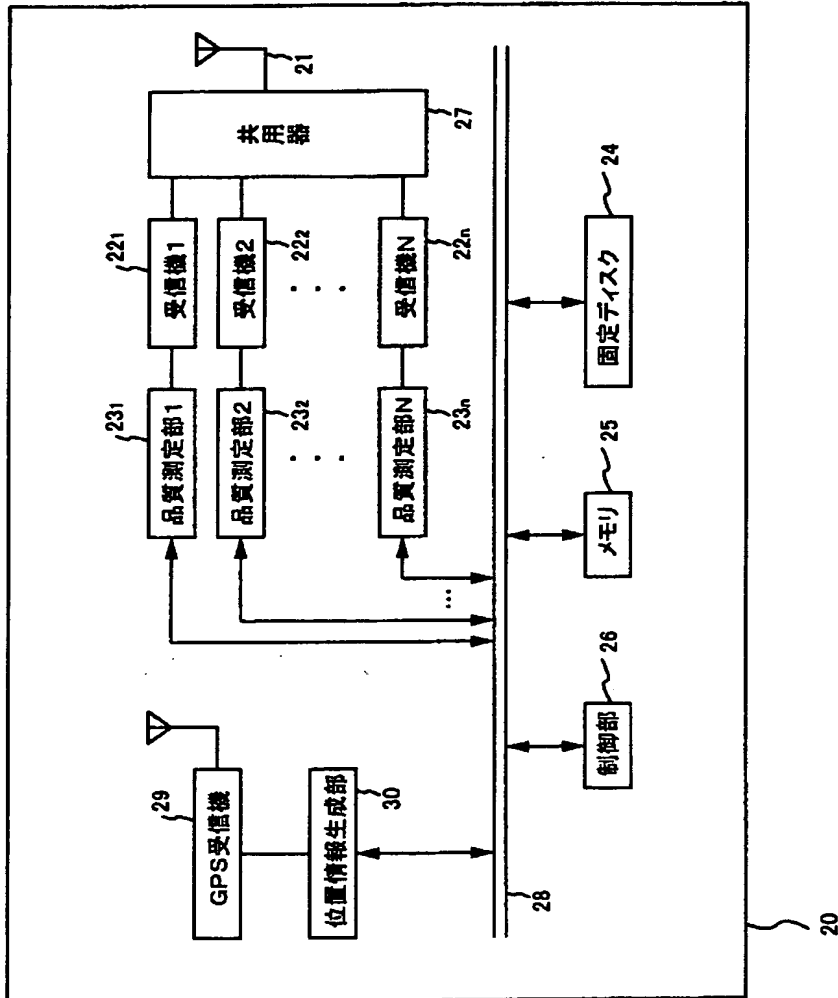 21
共用器
27
22₁
受信機1
22₂
受信機2
・・・
22n
受信機N
23₁
品質測定部1
23₂
品質測定部2
・・・
23n
品質測定部N
…
29
GPS受信機
30
位置情報生成部
28
24
固定ディスク
25
メモリ
26
制御部
20